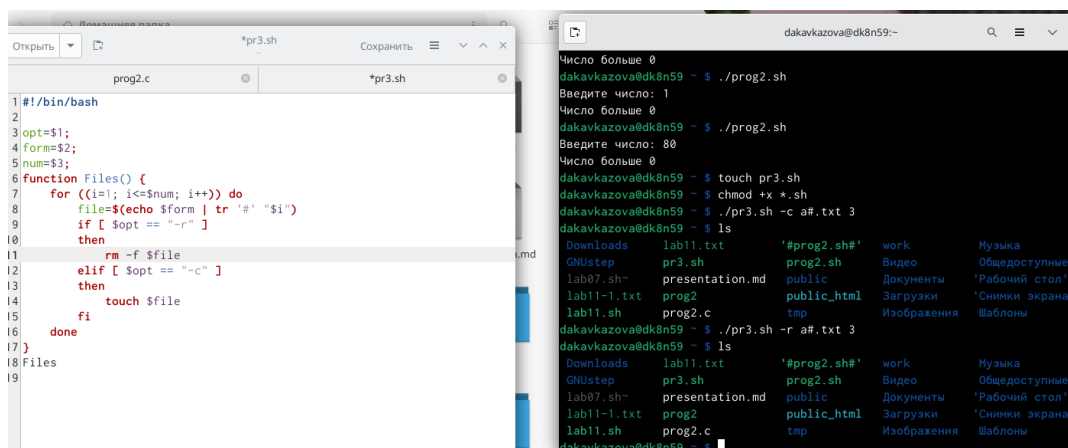 Домашняя папка
Открыть
*pr3.sh
Сохранить
prog2.c
*pr3.sh
1 #!/bin/bash
2
3 opt=$1;
4 form=$2;
5 num=$3;
6 function Files() {
7 for ((i=1; i<=$num; i++)) do
8 file=$(echo $form | tr '#' "$i")
9 if [ $opt == "-r" ]
10 then
11 rm -f $file
12 elif [ $opt == "-c" ]
13 then
14 touch $file
15 fi
16 done
17 }
18 Files
19
.md
dakavkazova@dk8n59:~
Число больше 0
dakavkazova@dk8n59 ~ $ ./prog2.sh
Введите число: 1
Число больше 0
dakavkazova@dk8n59 ~ $ ./prog2.sh
Введите число: 80
Число больше 0
dakavkazova@dk8n59 ~ $ touch pr3.sh
dakavkazova@dk8n59 ~ $ chmod +x *.sh
dakavkazova@dk8n59 ~ $ ./pr3.sh -c a#.txt 3
dakavkazova@dk8n59 ~ $ ls
Downloads lab11.txt '#prog2.sh#' work Музыка
GNUstep pr3.sh prog2.sh Видео Общедоступные
lab07.sh~ presentation.md public Документы 'Рабочий стол'
lab11-1.txt prog2 public_html Загрузки 'Снимки экрана
lab11.sh prog2.c tmp Изображения Шаблоны
dakavkazova@dk8n59 ~ $ ./pr3.sh -r a#.txt 3
dakavkazova@dk8n59 ~ $ ls
Downloads lab11.txt '#prog2.sh#' work Музыка
GNUstep pr3.sh prog2.sh Видео Общедоступные
lab07.sh~ presentation.md public Документы 'Рабочий стол'
lab11-1.txt prog2 public_html Загрузки 'Снимки экрана
lab11.sh prog2.c tmp Изображения Шаблоны
dakavkazova@dk8n59 ~ $